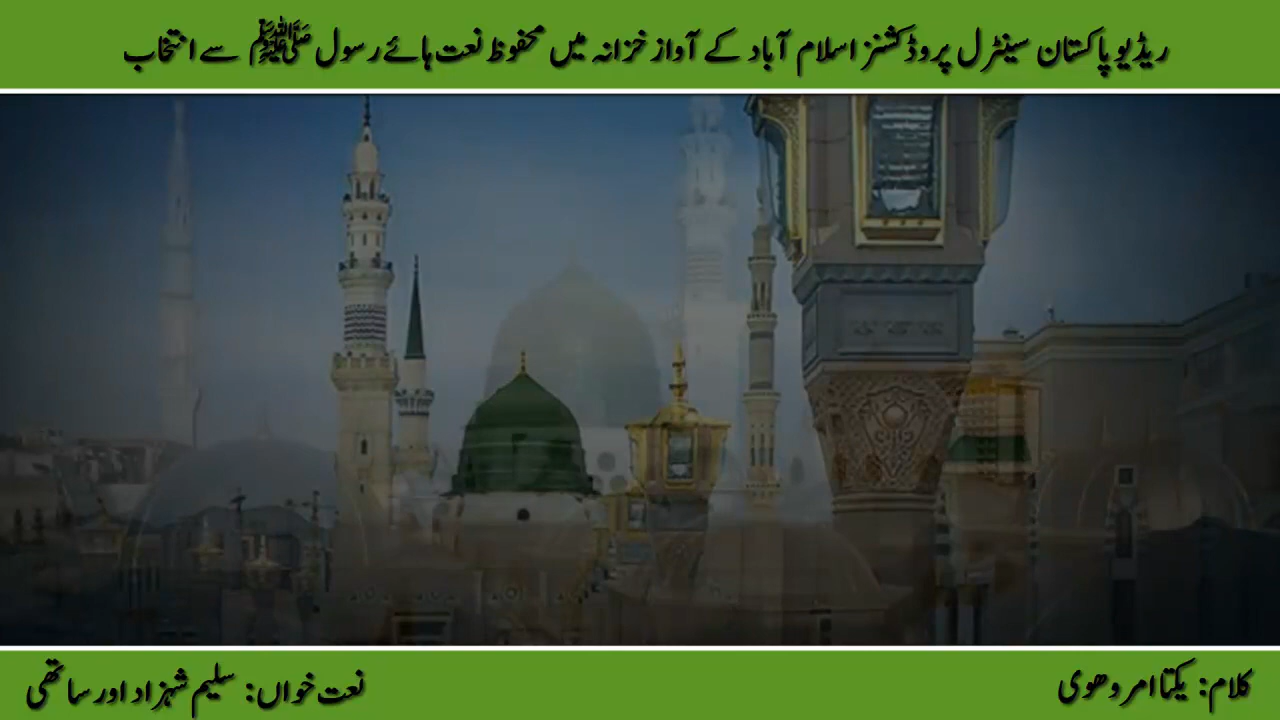 ریڈیو پاکستان سینٹرل پروڈکشنز اسلام آباد کے آواز خزانہ میں محفوظ نعت ہائے رسول ﷺ سے انتخاب
کلام: یکتا امروھوی
نعت خواں: سلیم شہزاد اور ساتھی